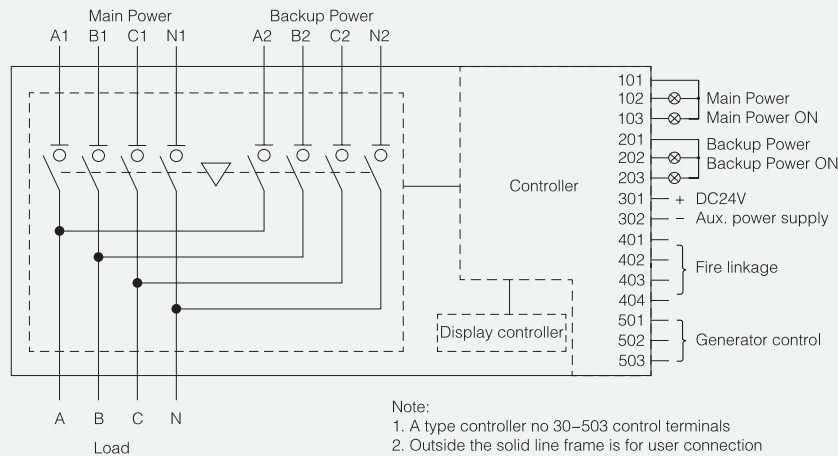 Main Power Backup Power
A1 B1 C1 N1 A2 B2 C2 N2
101
102 Main Power
103 Main Power ON
201 Backup Power
202 Backup Power ON
203
Controller
301 + DC24V
302 − Aux. power supply
401
402 Fire linkage
403
404
501
Display controller
502 Generator control
503
A B C N
Load
Note:
1. A type controller no 30–503 control terminals
2. Outside the solid line frame is for user connection